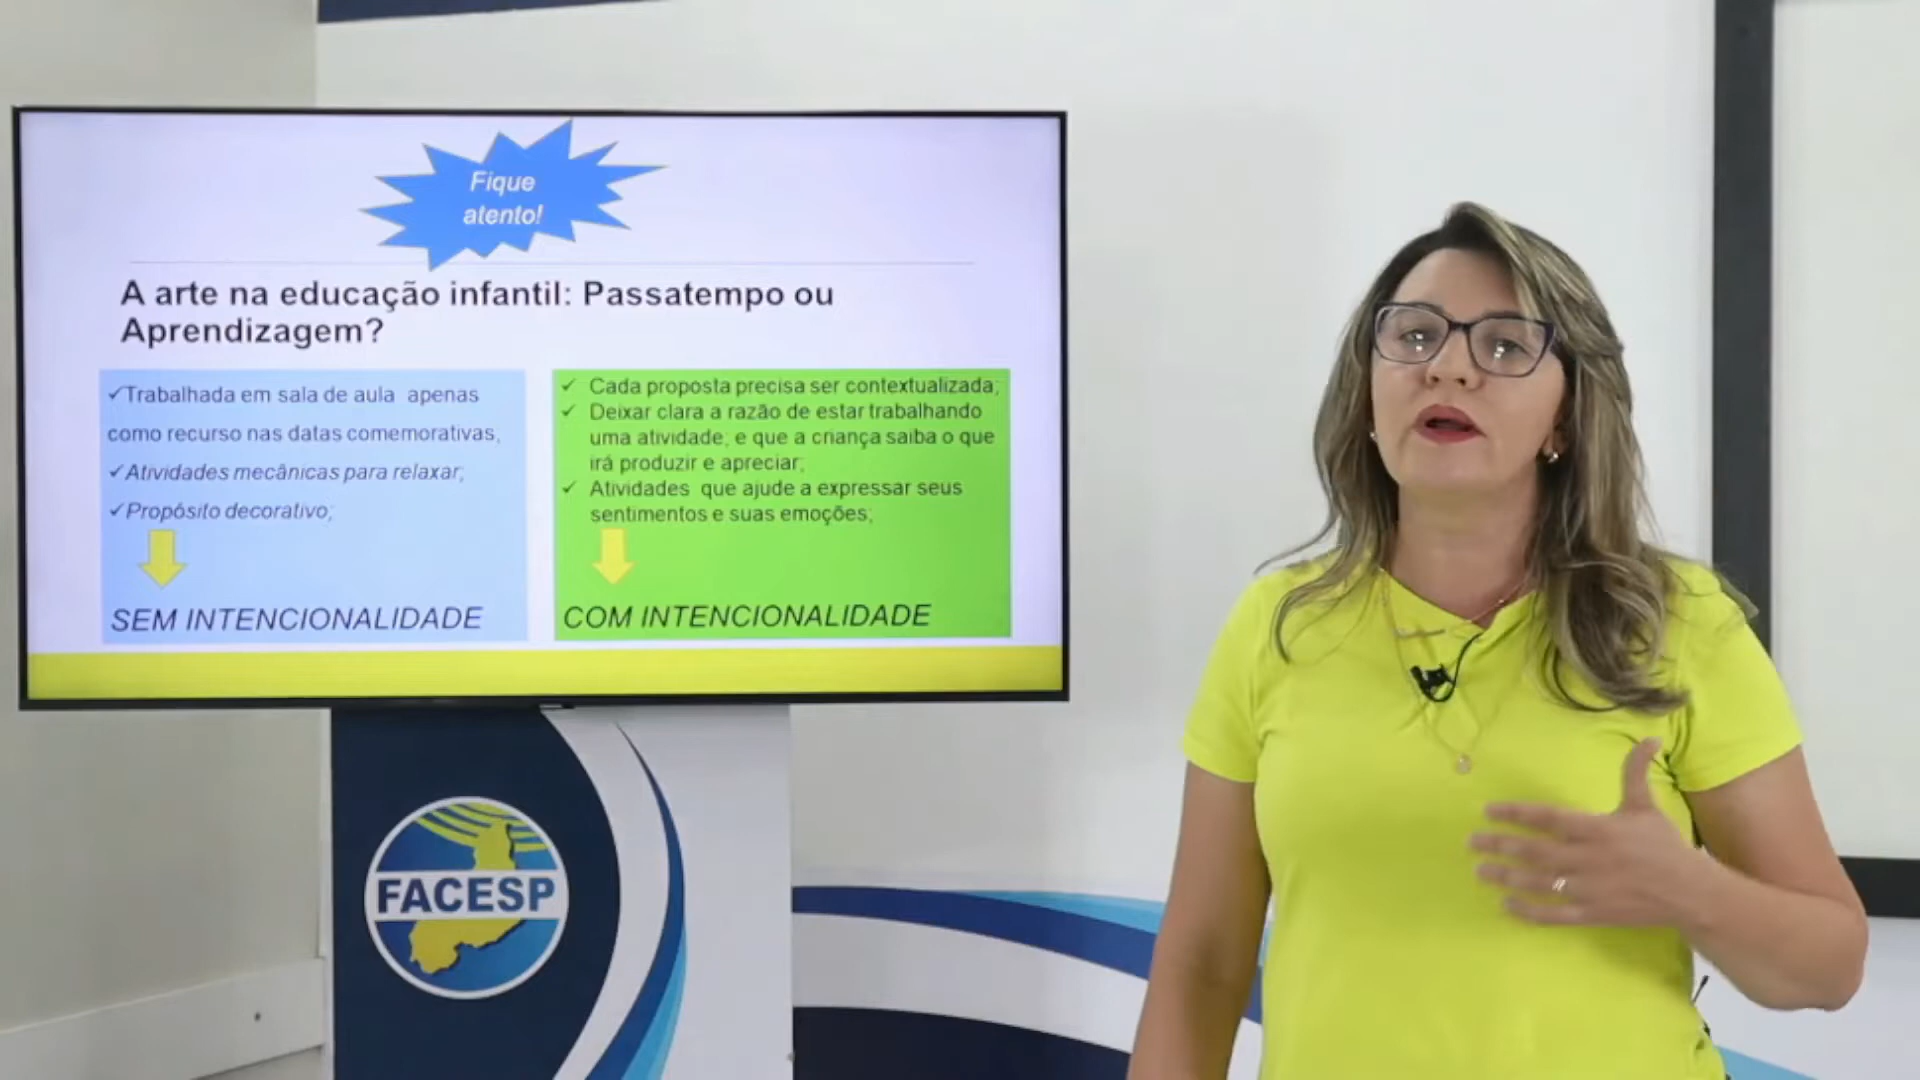 Fique
atento!
A arte na educação infantil: Passatempo ou
Aprendizagem?
✓Trabalhada em sala de aula apenas
como recurso nas datas comemorativas;
✓Atividades mecânicas para relaxar;
✓Propósito decorativo;
SEM INTENCIONALIDADE
✓ Cada proposta precisa ser contextualizada;
✓ Deixar clara a razão de estar trabalhando
uma atividade, e que a criança saiba o que
irá produzir e apreciar;
✓ Atividades que ajude a expressar seus
sentimentos e suas emoções;
COM INTENCIONALIDADE
FACESP